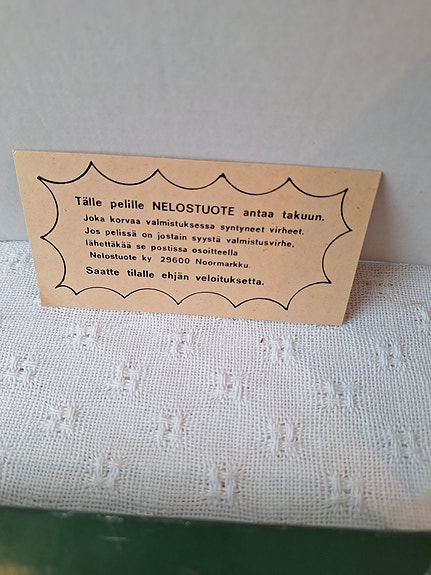 Tälle pelille NELOSTUOTE antaa takuun.
Joka korvaa valmistuksessa syntyneet virheet.
Jos pelissä on jostain syystä valmistusvirhe,
lähettäkää se postissa osoitteella
Nelostuote ky 29600 Noormarkku
Saatte tilalle ehjän veloituksetta.